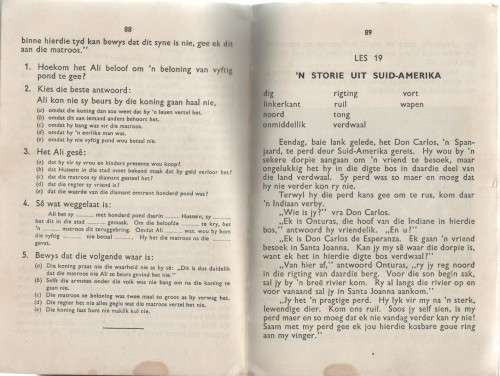 88
binne hierdie tyd kan bewys dat dit syne is nie, gee ek dit
aan die matroos.”
1. Hoekom het Ali beloof om 'n beloning van vyftig
pond te gee?
2. Kies die beste antwoord:
Ali kon nie sy beurs by die koning gaan haal nie,
(a) omdat die koning dan sou weet dat hy 'n leuen vertel het.
(b) omdat dit aan iemand anders behoort het.
(c) omdat hy bang was vir die matroos.
(d) omdat hy 'n eerlike man was.
(e) omdat hy nie vyftig pond wou betaal nie.
3. Het Ali gesê:
(a) dat hy vir sy vrou en kinders presente wou koop?
(b) dat Hussein in die stad moet bekend maak dat hy geld verloor het?
(c) dat die matroos sy diamant gesteel het?
(d) dat die regter sy vriend is?
(e) dat die waarde van die diamant omtrent honderd pond was?
4. Sê wat weggelaat is:
Ali het sy ...... met honderd pond daarin ...... Hussein, sy ......
het dit in die stad ...... gemaak. Om die beloofde ...... te kry, het
'n ...... matroos dit teruggebring. Omdat Ali ...... was, wou hy hom
die vyftig ...... nie betaal ...... Hy het die matroos nie die ......
gevat.
5. Bewys dat die volgende waar is:
(a) Die koning praat nie die waarheid nie as hy sê: „Dit is dus duidelik
dat die matroos nie Ali se beurs gevind het nie.”
(b) Selfs die armstes onder die volk was nie bang om na die koning te
gaan nie.
(c) Die matroos se beloning was twee maal so groot as hy verwag het.
(d) Die regter het nie alles geglo wat die matroos vertel het nie.
(e) Die koning laat hom nie maklik kul nie.
89
LES 19
'N STORIE UIT SUID-AMERIKA
dig rigting vort
linkerkant ruil wapen
noord tong
onmiddellik verdwaal
Eendag, baie lank gelede, het Don Carlos, 'n Span-
jaard, te perd deur Suid-Amerika gereis. Hy wou by 'n
sekere dorpie aangaan om 'n vriend te besoek, maar
ongelukkig het hy in die digte bos in daardie deel van
die land verdwaal. Sy perd was so maer en moeg dat
hy nie verder kon ry nie.
Terwyl hy die perd kans gee om te rus, kom daar
'n Indiaan verby.
„Wie is jy?” vra Don Carlos.
„Ek is Onturas, die hoof van die Indiane in hierdie
bos,” antwoord hy vriendelik. „En u?”
„Ek is Don Carlos de Esperanza. Ek gaan 'n vriend
besoek in Santa Joanna. Kan jy my sê waar die dorpie is,
want ek het in hierdie digte bos verdwaal?”
„Van hier af,” antwoord Onturas, „ry jy reg noord
in die rigting van daardie berg. Voor die son begin sak,
sal jy by 'n breë rivier kom. Ry al langs die rivier op en
voor vanaand sal jy in Santa Joanna aankom.”
„Jy het 'n pragtige perd. Hy lyk vir my na 'n sterk,
lewendige dier. Kom ons ruil. Soos jy self sien, is my
perd maer en so moeg dat ek nie vandag verder kan ry nie!
Saam met my perd gee ek jou hierdie kosbare goue ring
aan my vinger.”